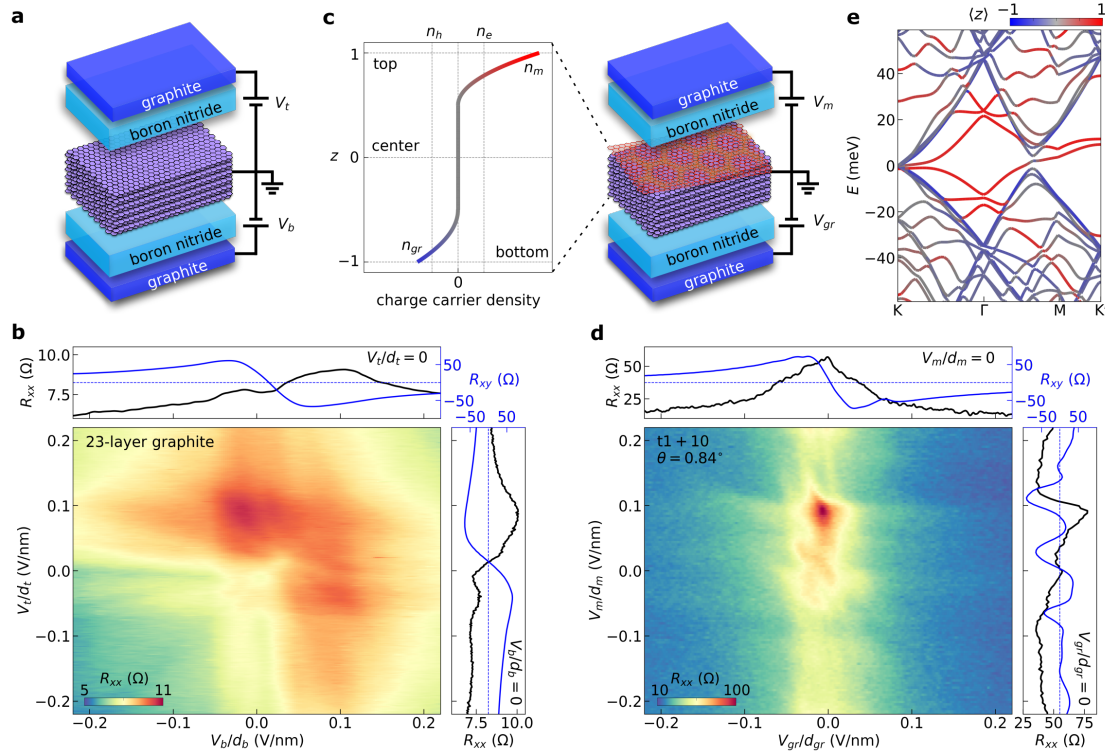 a
graphite
boron nitride
boron nitride
graphite
V_t
V_b
c
n_h
n_e
n_m
n_gr
top
center
bottom
z
1
0
−1
0
charge carrier density
graphite
boron nitride
boron nitride
graphite
V_m
V_gr
e
⟨z⟩
−1
1
E (meV)
40
20
0
−20
−40
K
Γ
M
K
b
V_t/d_t = 0
R_xx (Ω)
10.0
7.5
R_xy (Ω)
50
−50
23-layer graphite
V_t/d_t (V/nm)
0.2
0.1
0.0
−0.1
−0.2
R_xx (Ω)
5
11
−0.2
−0.1
0.0
0.1
0.2
V_b/d_b (V/nm)
−50
50
V_b/d_b = 0
7.5
10.0
R_xx (Ω)
d
V_m/d_m = 0
R_xx (Ω)
50
25
R_xy (Ω)
50
−50
t1 + 10
θ = 0.84°
V_m/d_m (V/nm)
0.2
0.1
0.0
−0.1
−0.2
R_xx (Ω)
10
100
−0.2
−0.1
0.0
0.1
0.2
V_gr/d_gr (V/nm)
−50
50
V_gr/d_gr = 0
25
50
75
R_xx (Ω)